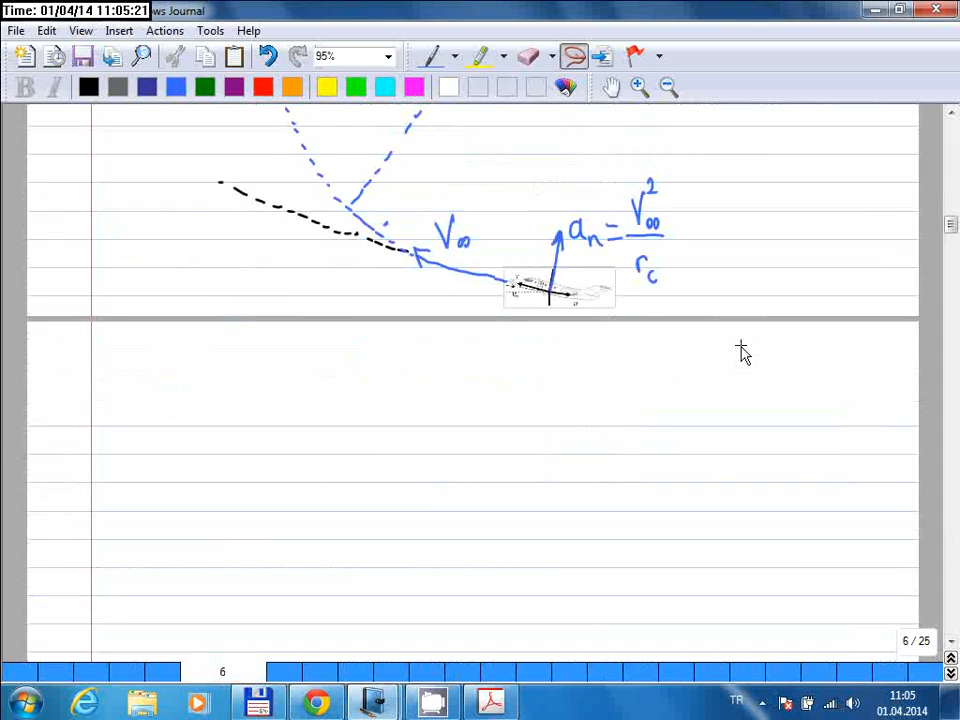 Time: 01/04/14 11:05:21
ws Journal
File Edit View Insert Actions Tools Help
95%
B I
V∞
aₙ = V∞² / r_c
6 / 25
6
TR
11:05
01.04.2014